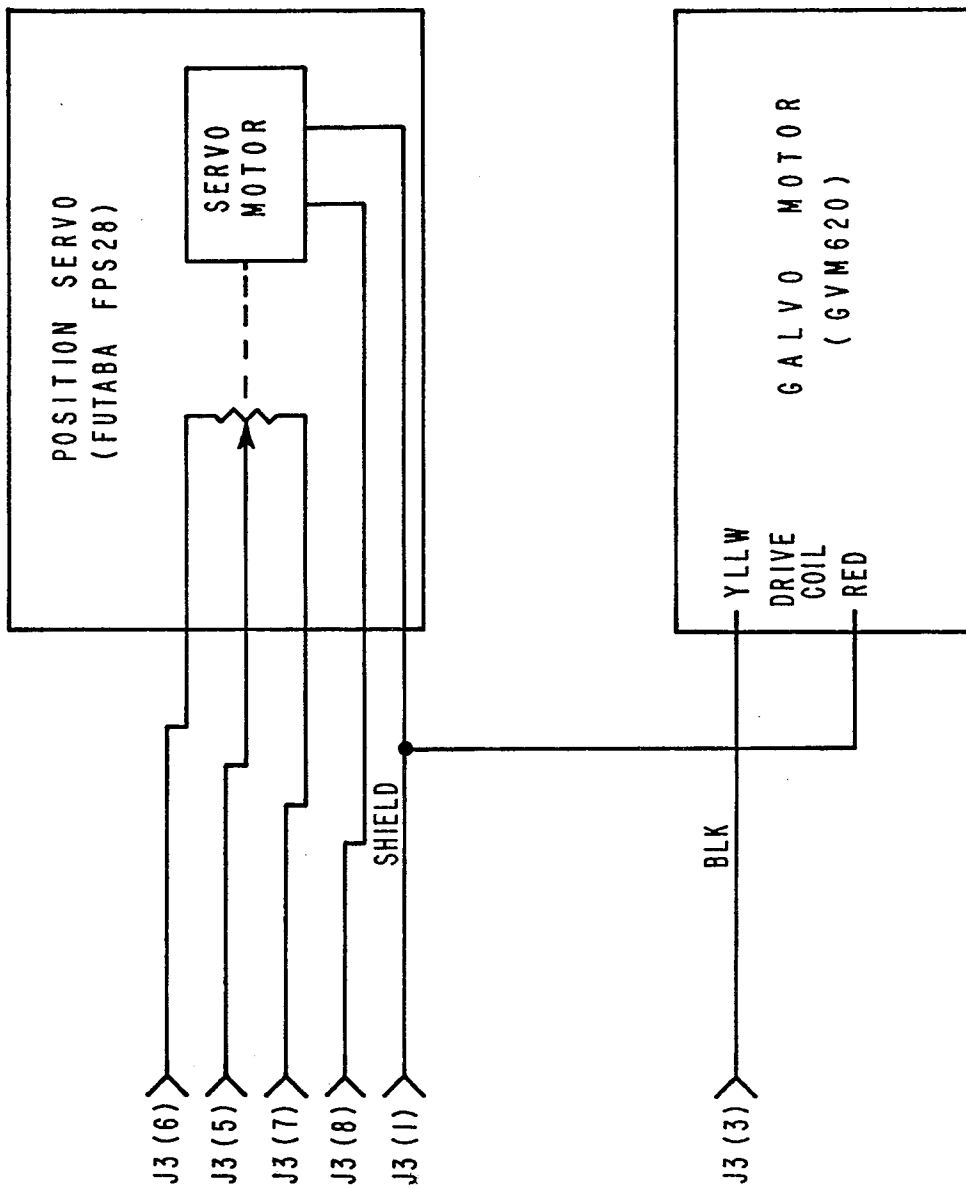 POSITION SERVO
(FUTABA FPS28)
SERVO
MOTOR
J3(6)
J3(5)
J3(7)
J3(8)
SHIELD
J3(1)
GALVO MOTOR
(GVM620)
YLLW
DRIVE
COIL
RED
BLK
J3(3)